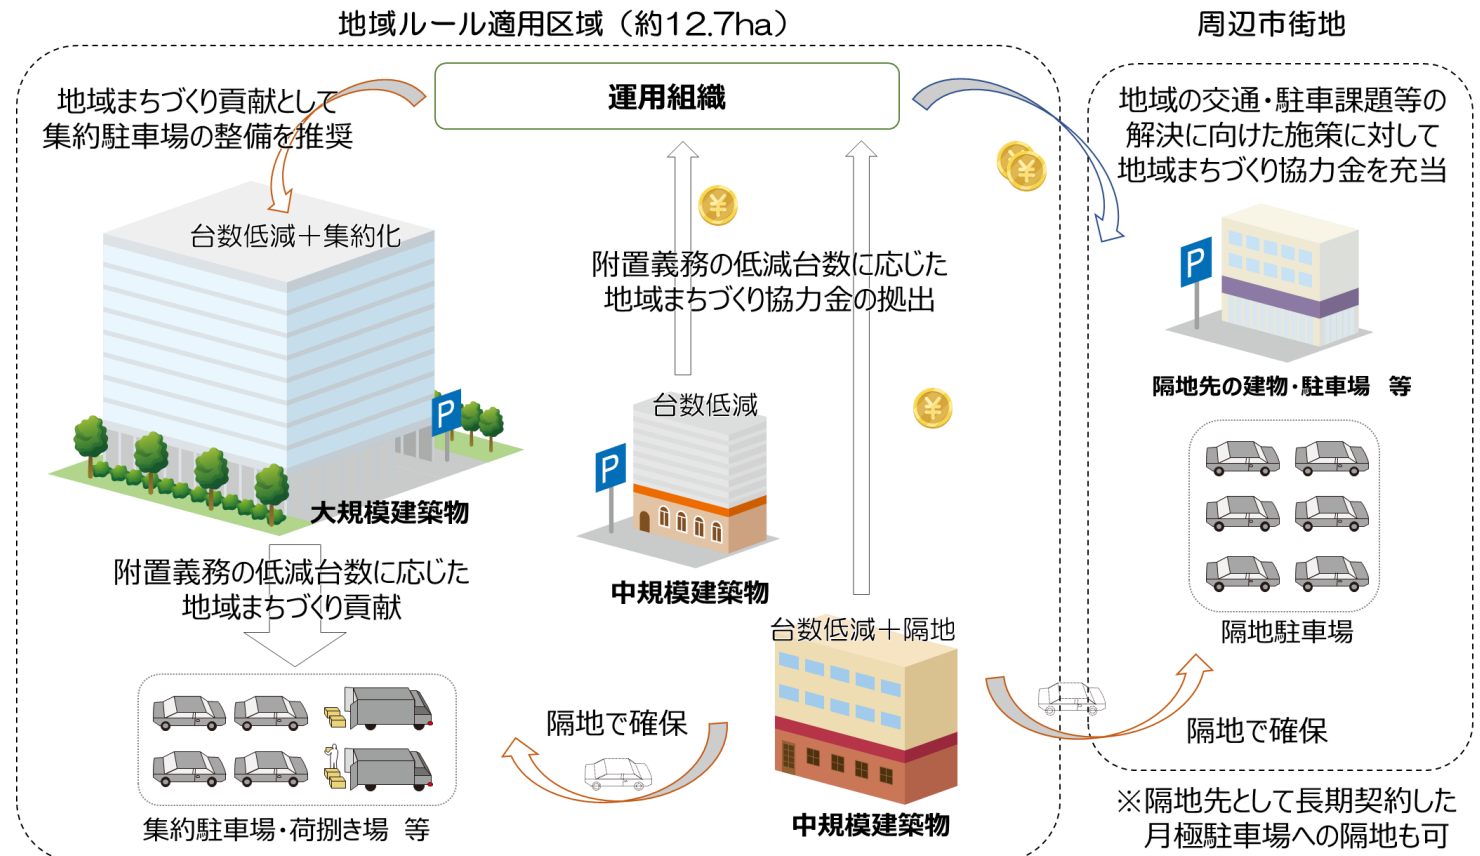 地域ルール適用区域（約12.7ha）
周辺市街地
運用組織
地域まちづくり貢献として
集約駐車場の整備を推奨
地域の交通・駐車課題等の
解決に向けた施策に対して
地域まちづくり協力金を充当
台数低減＋集約化
附置義務の低減台数に応じた
地域まちづくり協力金の拠出
P
隔地先の建物・駐車場　等
台数低減
P
P
大規模建築物
中規模建築物
附置義務の低減台数に応じた
地域まちづくり貢献
台数低減＋隔地
隔地駐車場
隔地で確保
隔地で確保
集約駐車場・荷捌き場　等
中規模建築物
※隔地先として長期契約した
月極駐車場への隔地も可